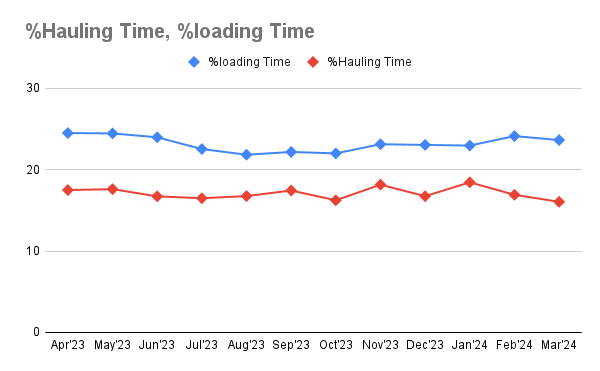 %Hauling Time, %loading Time
%loading Time %Hauling Time
30
20
10
0
Apr'23 May'23 Jun'23 Jul'23 Aug'23 Sep'23 Oct'23 Nov'23 Dec'23 Jan'24 Feb'24 Mar'24